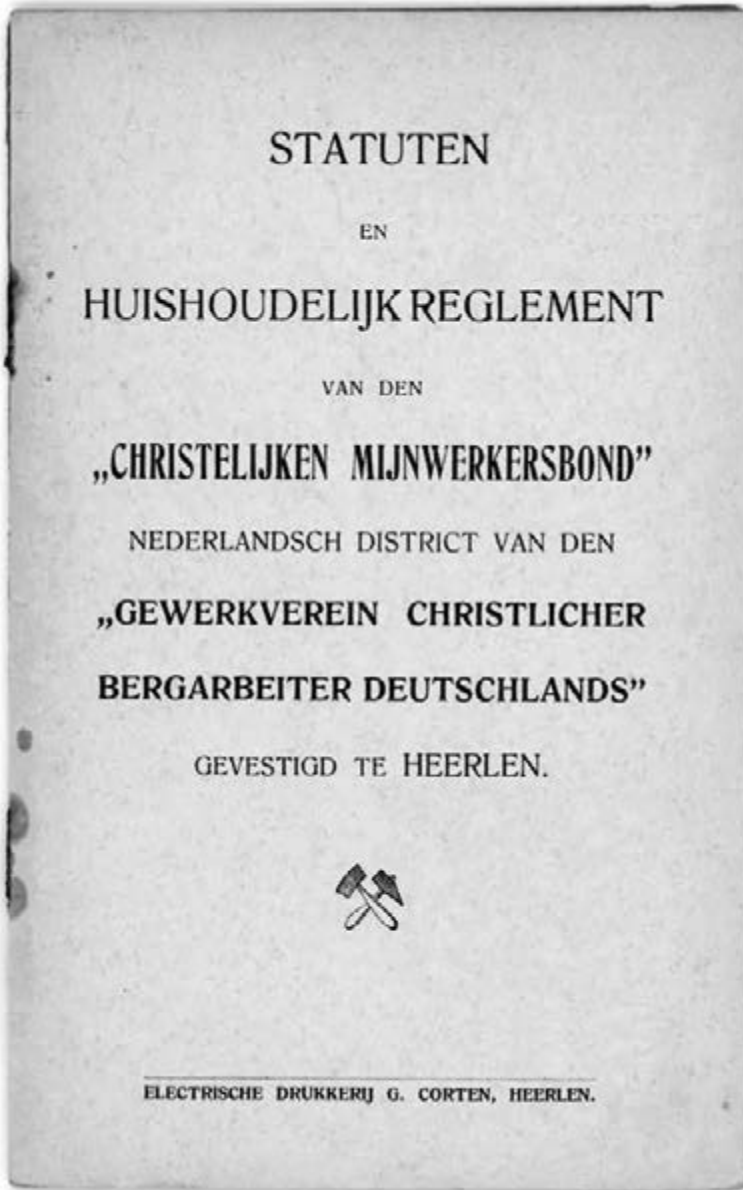 STATUTEN
EN
HUISHOUDELIJK REGLEMENT
VAN DEN
„CHRISTELIJKEN MIJNWERKERSBOND”
NEDERLANDSCH DISTRICT VAN DEN
„GEWERKVEREIN CHRISTLICHER
BERGARBEITER DEUTSCHLANDS”
GEVESTIGD TE HEERLEN.
ELECTRISCHE DRUKKERIJ G. CORTEN, HEERLEN.